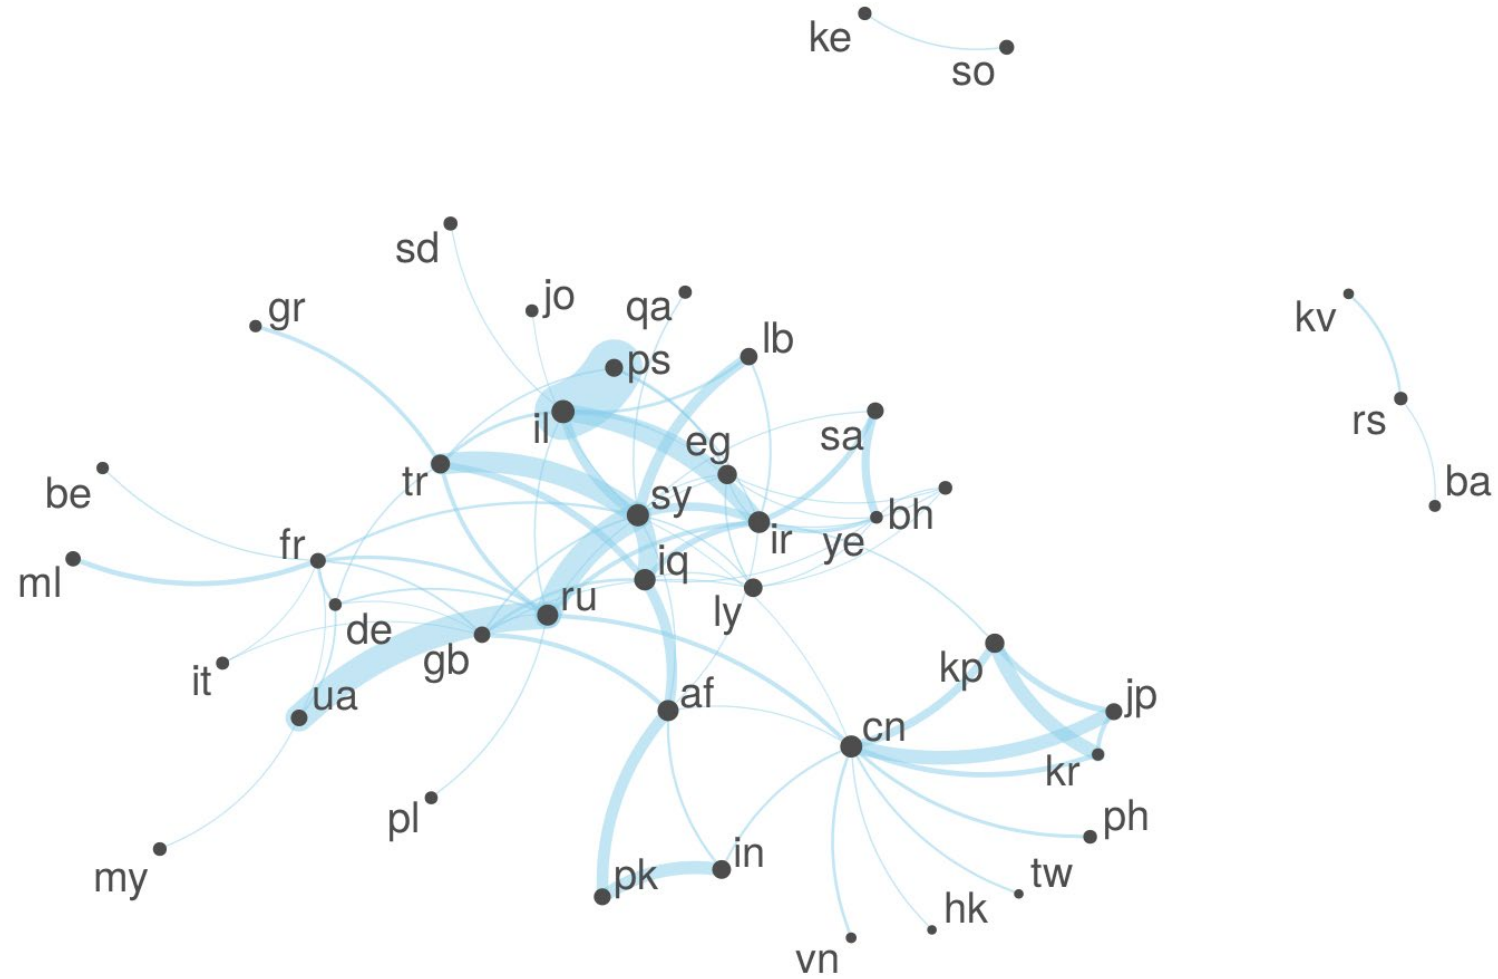 ke
so
sd
jo
qa
gr
kv
lb
ps
rs
il
sa
eg
tr
ba
be
sy
bh
ir
ye
fr
iq
ml
ru
ly
de
gb
kp
it
ua
af
jp
cn
kr
pl
ph
in
tw
pk
my
hk
vn